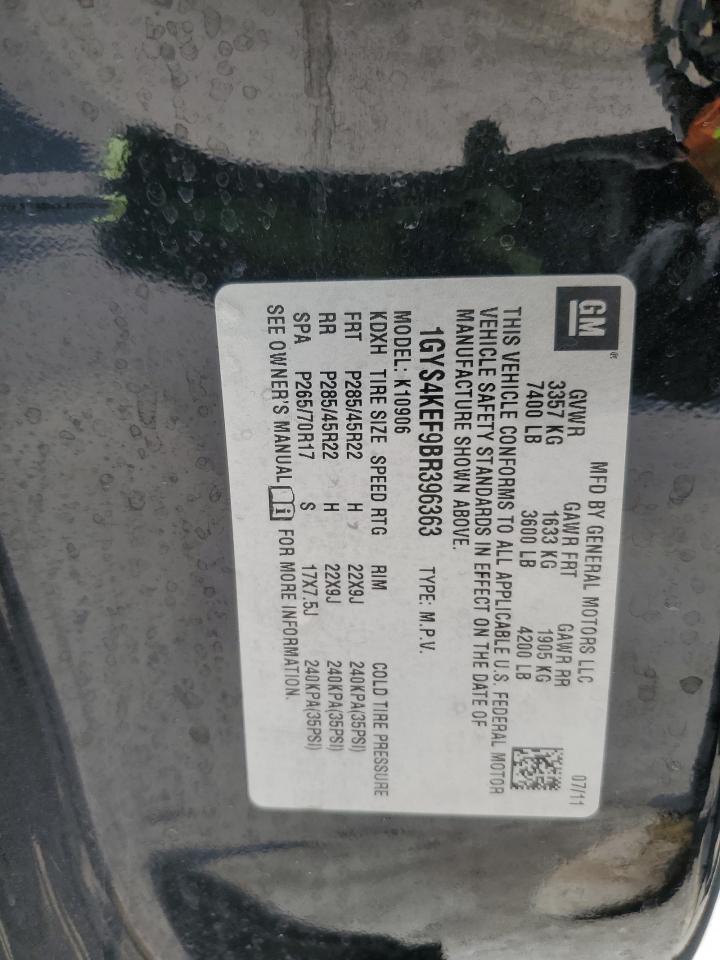 GM ®
MFD BY GENERAL MOTORS LLC 07/11
GVWR GAWR FRT GAWR RR
3357 KG 1633 KG 1905 KG
7400 LB 3600 LB 4200 LB
THIS VEHICLE CONFORMS TO ALL APPLICABLE U.S. FEDERAL MOTOR
VEHICLE SAFETY STANDARDS IN EFFECT ON THE DATE OF
MANUFACTURE SHOWN ABOVE.
1GYS4KEF9BR396363 TYPE: M.P.V.
MODEL: K10906
KDXH TIRE SIZE SPEED RTG RIM COLD TIRE PRESSURE
FRT P285/45R22 H 22X9J 240KPA(35PSI)
RR P285/45R22 H 22X9J 240KPA(35PSI)
SPA P265/70R17 S 17X7.5J 240KPA(35PSI)
SEE OWNER'S MANUAL i FOR MORE INFORMATION.